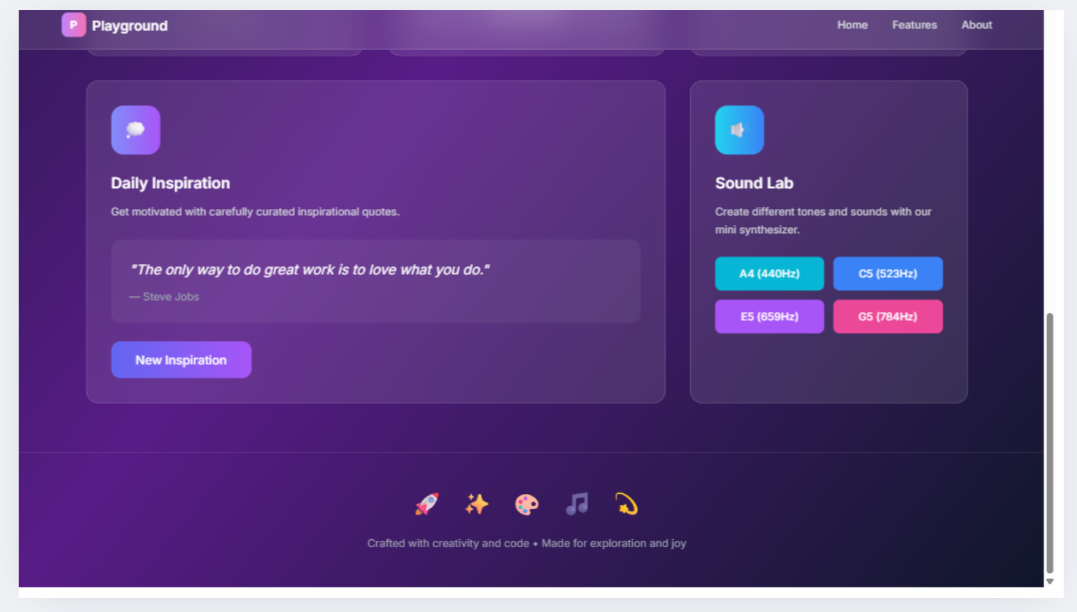 P Playground
Home Features About
Daily Inspiration
Get motivated with carefully curated inspirational quotes.
"The only way to do great work is to love what you do."
— Steve Jobs
New Inspiration
Sound Lab
Create different tones and sounds with our
mini synthesizer.
A4 (440Hz) C5 (523Hz)
E5 (659Hz) G5 (784Hz)
Crafted with creativity and code • Made for exploration and joy